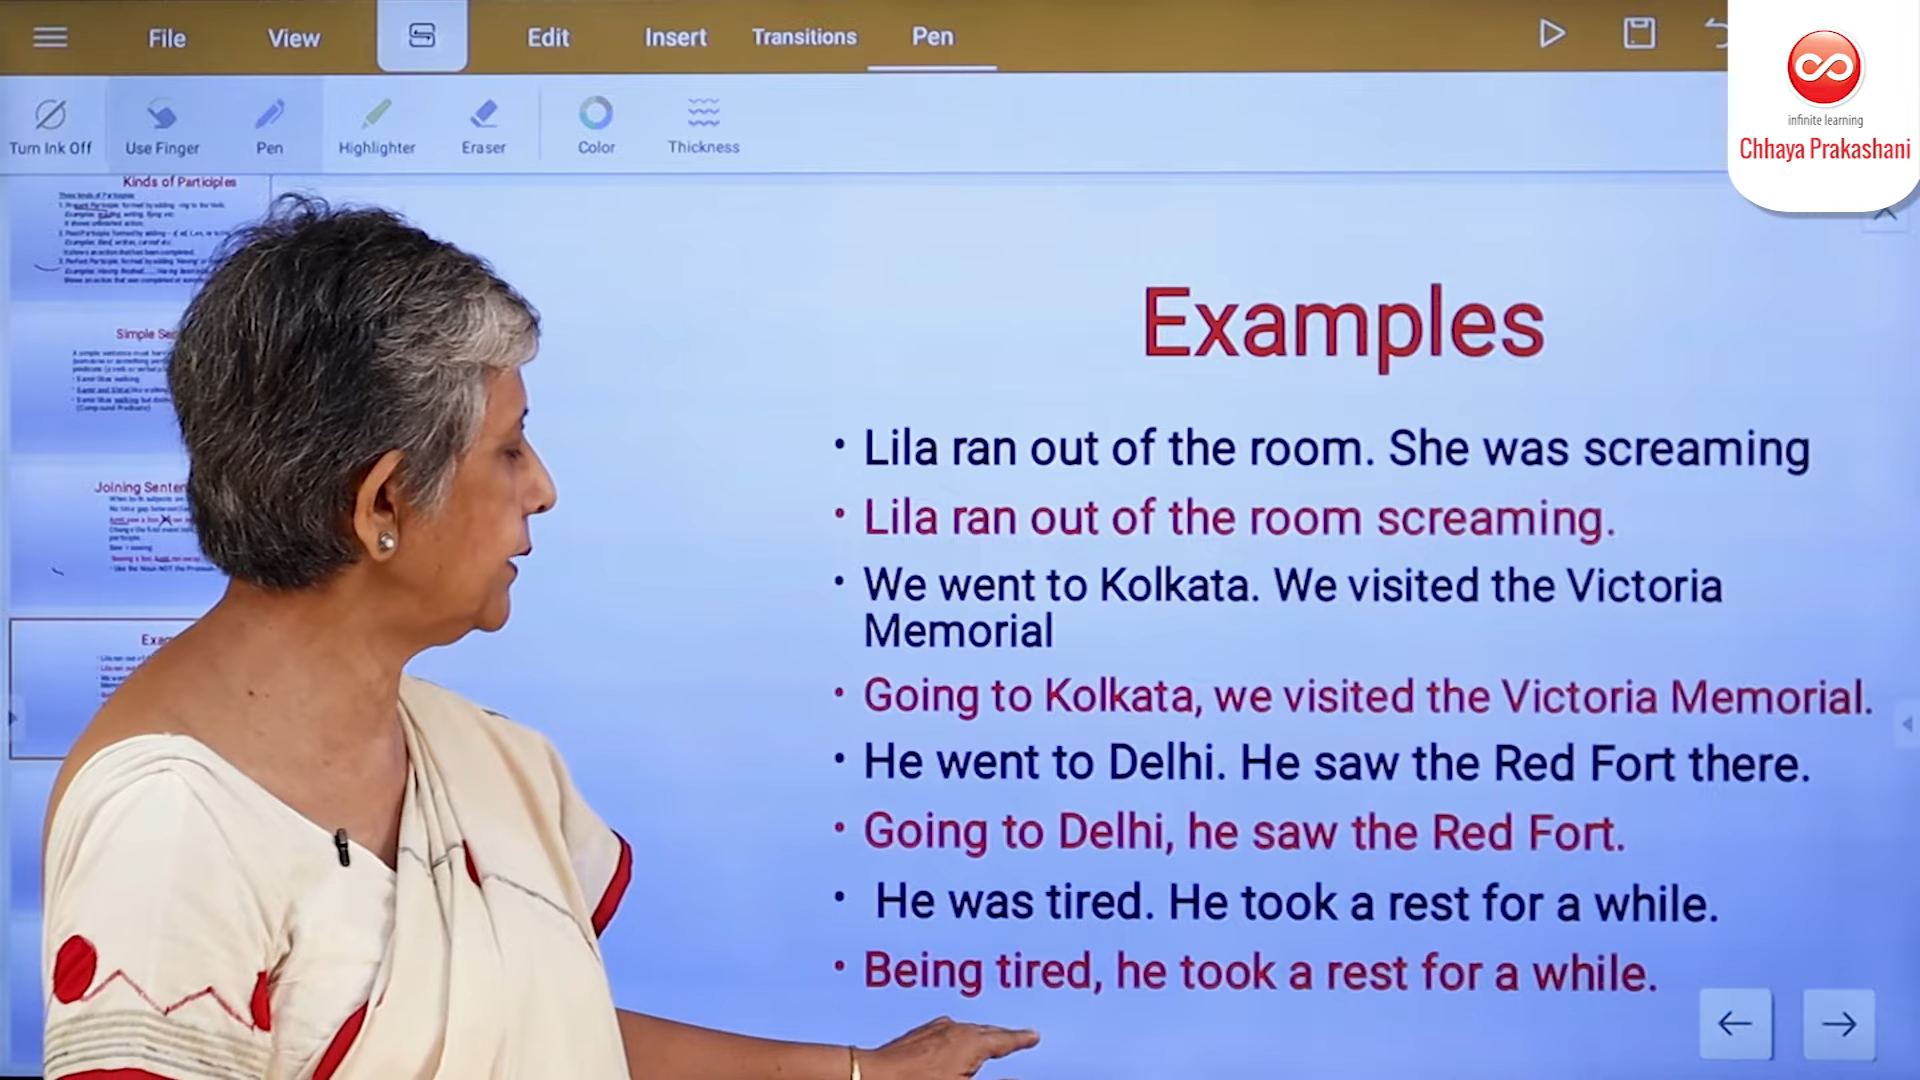 File View Edit Insert Transitions Pen
Turn Ink Off Use Finger Pen Highlighter Eraser Color Thickness
infinite learning
Chhaya Prakashani
Kinds of Participles
Simple
Joining
Examples
• Lila ran out of the room. She was screaming
• Lila ran out of the room screaming.
• We went to Kolkata. We visited the Victoria
Memorial
• Going to Kolkata, we visited the Victoria Memorial.
• He went to Delhi. He saw the Red Fort there.
• Going to Delhi, he saw the Red Fort.
• He was tired. He took a rest for a while.
• Being tired, he took a rest for a while.